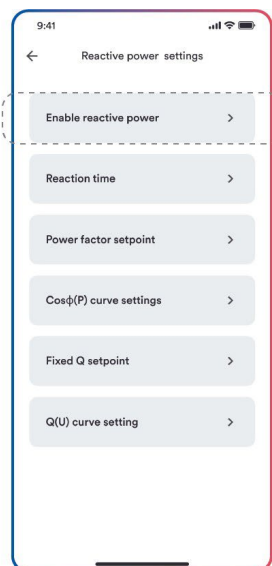 9:41
Reactive power settings
Enable reactive power
Reaction time
Power factor setpoint
Cosϕ(P) curve settings
Fixed Q setpoint
Q(U) curve setting